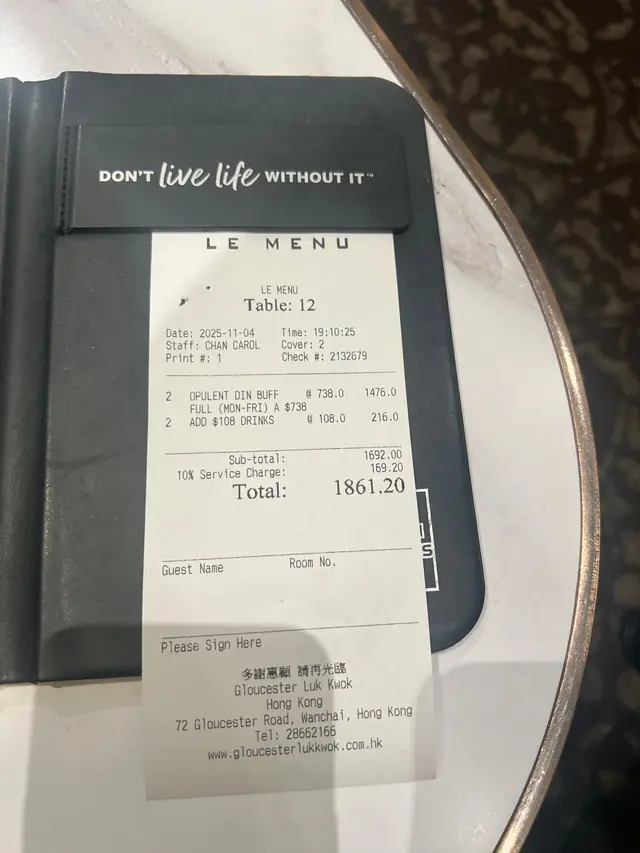 DON'T live life WITHOUT IT™
LE MENU
LE MENU
Table: 12
Date: 2025-11-04 Time: 19:10:25
Staff: CHAN CAROL Cover: 2
Print #: 1 Check #: 2132679
2 OPULENT DIN BUFF @ 738.0 1476.0
FULL (MON-FRI) A $738
2 ADD $108 DRINKS @ 108.0 216.0
Sub-total: 1692.00
10% Service Charge: 169.20
Total: 1861.20
Guest Name Room No.
Please Sign Here
多謝惠顧 請再光臨
Gloucester Luk Kwok
Hong Kong
72 Gloucester Road, Wanchai, Hong Kong
Tel: 28662166
www.gloucesterlukkwok.com.hk